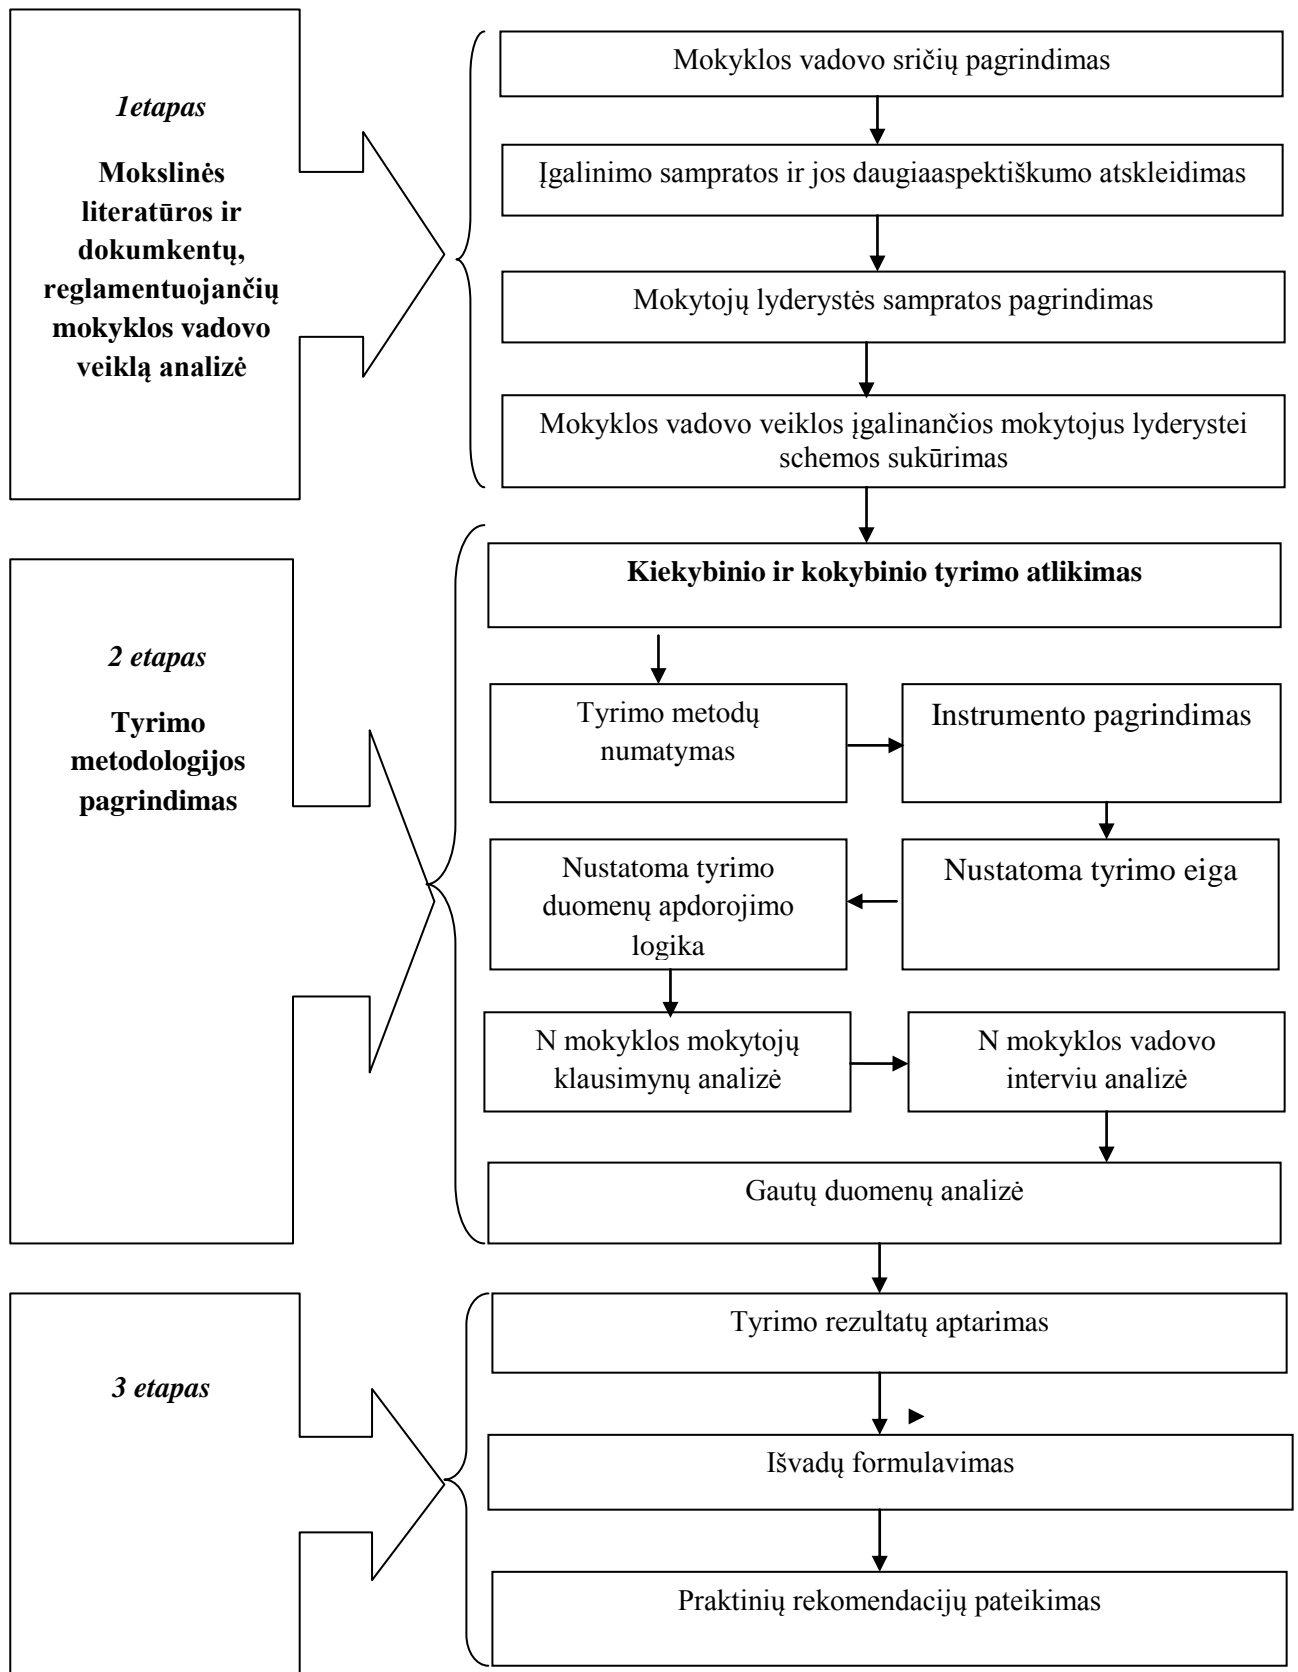 1etapas
Mokslinės
literatūros ir
dokumkentų,
reglamentuojančių
mokyklos vadovo
veiklą analizė
Mokyklos vadovo sričių pagrindimas
Įgalinimo sampratos ir jos daugiaaspektiškumo atskleidimas
Mokytojų lyderystės sampratos pagrindimas
Mokyklos vadovo veiklos įgalinančios mokytojus lyderystei
schemos sukūrimas
2 etapas
Tyrimo
metodologijos
pagrindimas
Kiekybinio ir kokybinio tyrimo atlikimas
Tyrimo metodų
numatymas
Instrumento pagrindimas
Nustatoma tyrimo eiga
Nustatoma tyrimo
duomenų apdorojimo
logika
N mokyklos mokytojų
klausimynų analizė
N mokyklos vadovo
interviu analizė
Gautų duomenų analizė
3 etapas
Tyrimo rezultatų aptarimas
Išvadų formulavimas
Praktinių rekomendacijų pateikimas